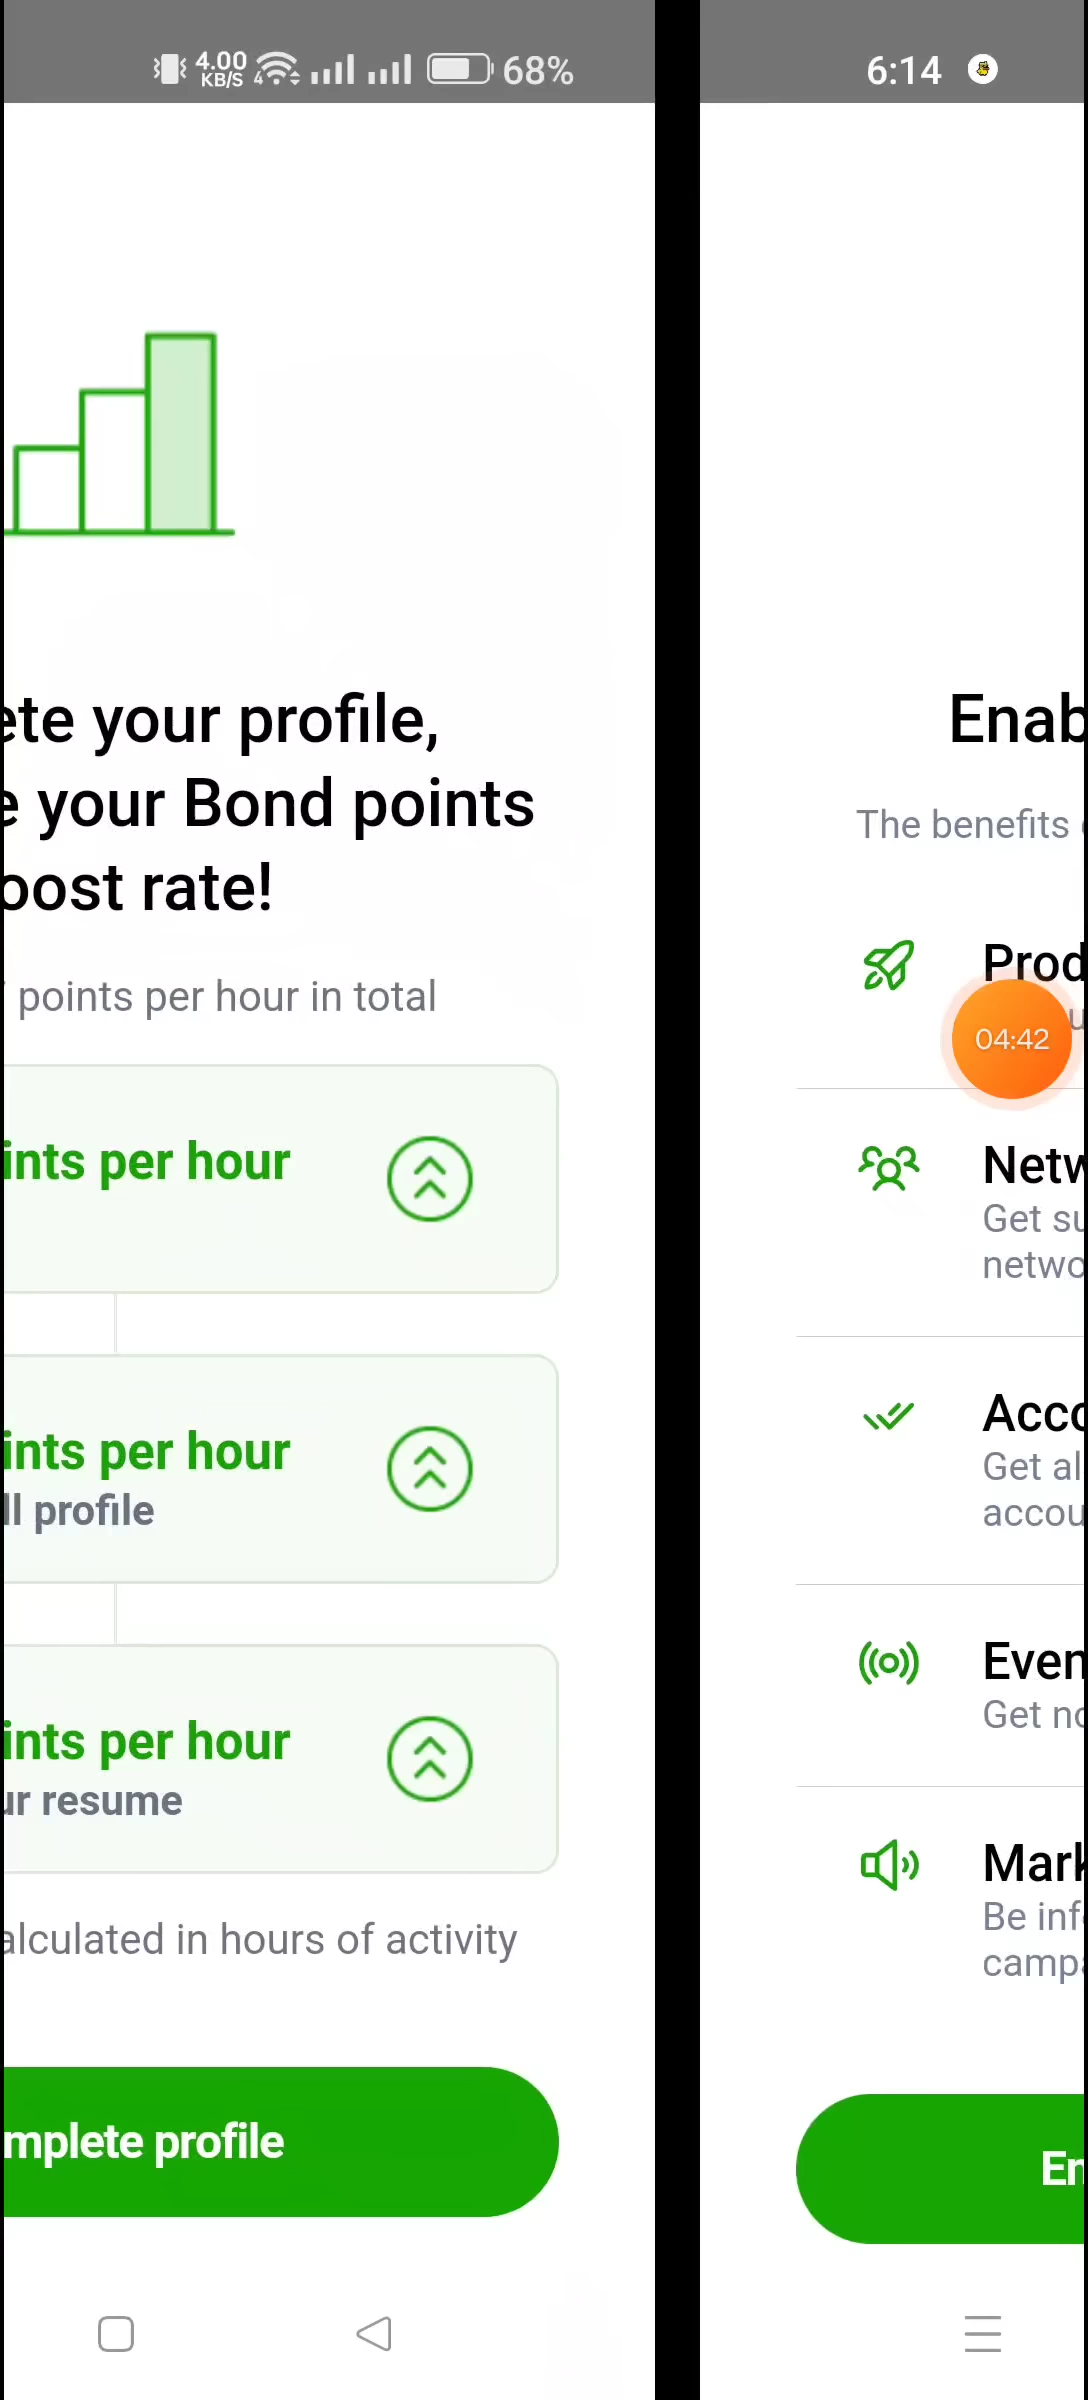 4.00
KB/S
4
68%
ete your profile,
e your Bond points
oost rate!
points per hour in total
ints per hour
ints per hour
ll profile
ints per hour
ur resume
alculated in hours of activity
mplete profile
6:14
Enab
The benefits
Prod
04:42
Netw
Get su
netwo
Acco
Get al
accou
Even
Get no
Mark
Be inf
campa
En